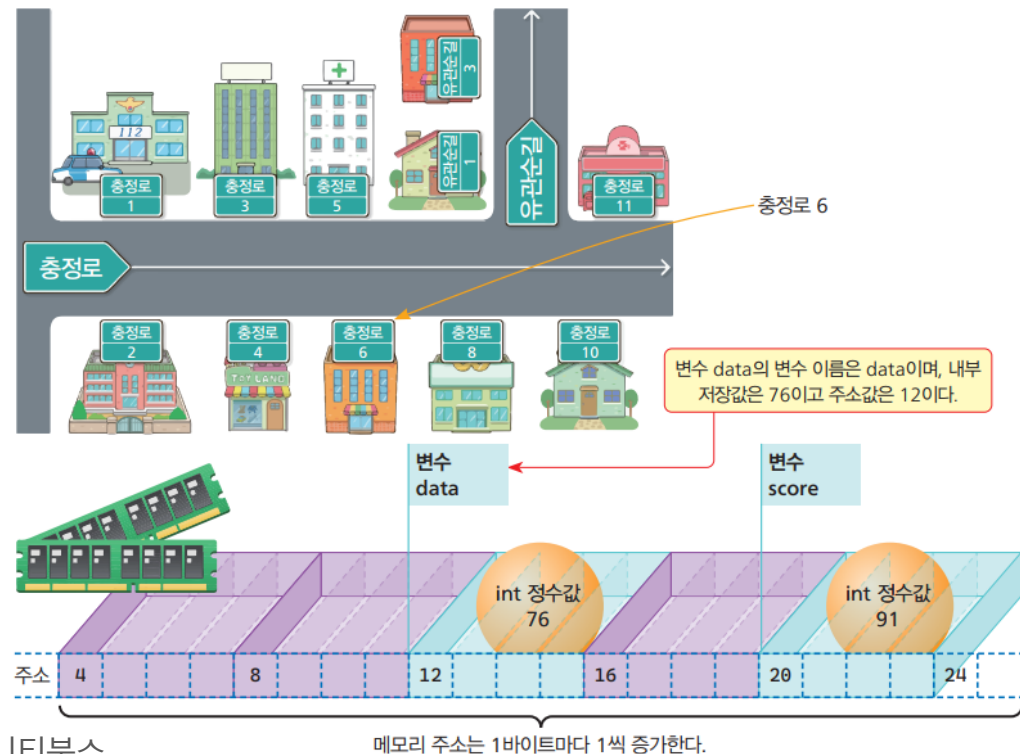 유관순길
3
112
유관순길
1
충정로
1
충정로
3
충정로
5
유관순길
충정로
11
충정로 6
충정로
충정로
2
충정로
4
충정로
6
충정로
8
충정로
10
TOY LAND
변수 data의 변수 이름은 data이며, 내부
저장값은 76이고 주소값은 12이다.
변수
data
변수
score
int 정수값
76
int 정수값
91
주소 4 8 12 16 20 24
메모리 주소는 1바이트마다 1씩 증가한다.